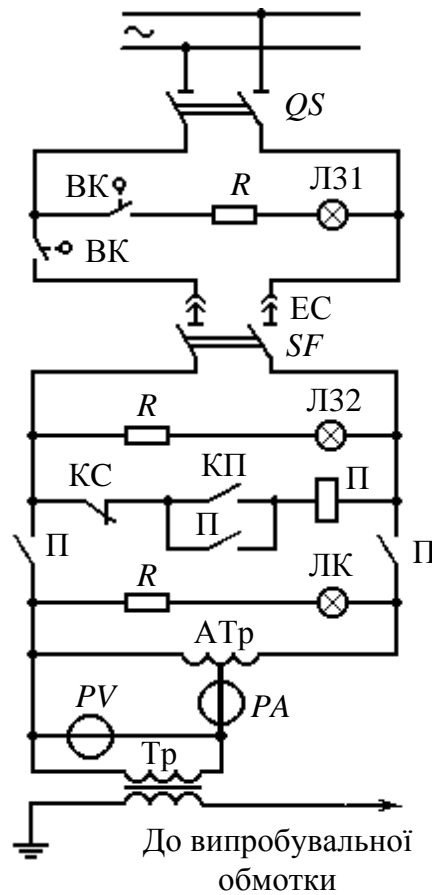 ~
QS
ВК R ЛЗ1
ВК
ЕС
SF
R ЛЗ2
КС КП П
П
П П
R ЛК
АТр
PV PA
Тр
До випробувальної
обмотки